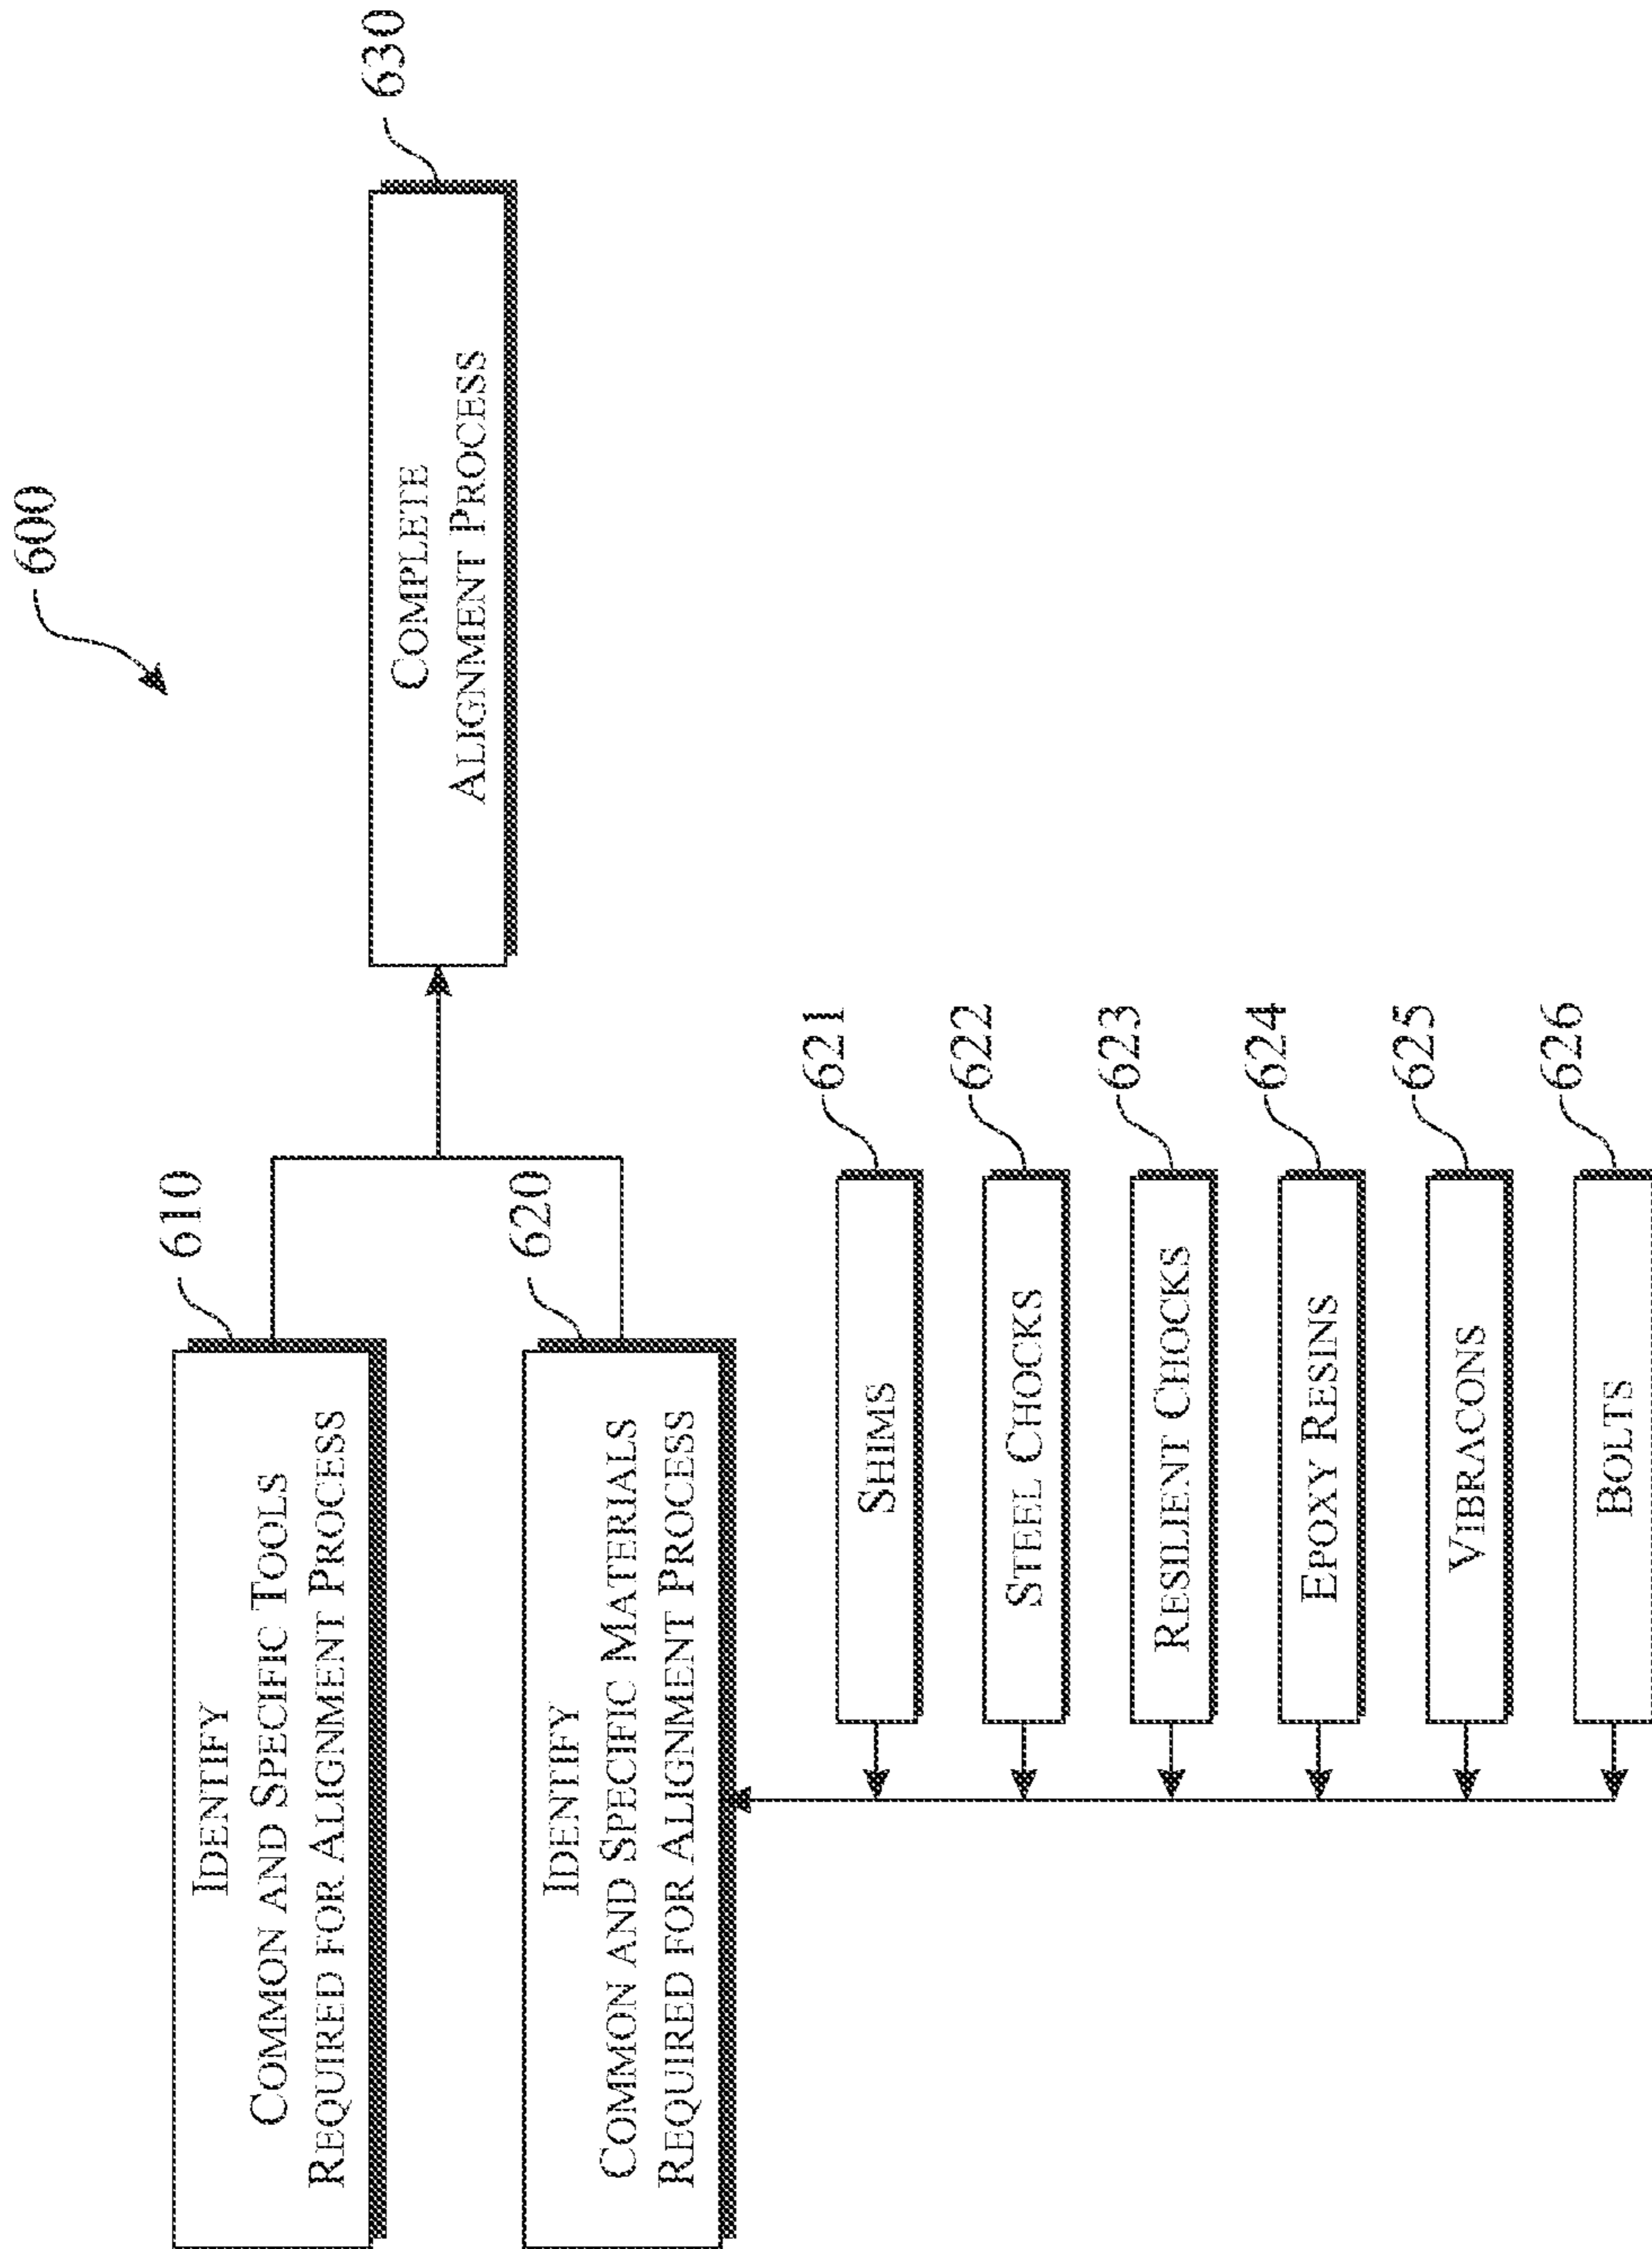 600
610
IDENTIFY
COMMON AND SPECIFIC TOOLS
REQUIRED FOR ALIGNMENT PROCESS
620
IDENTIFY
COMMON AND SPECIFIC MATERIALS
REQUIRED FOR ALIGNMENT PROCESS
630
COMPLETE
ALIGNMENT PROCESS
SHIMS
621
STEEL CHOCKS
622
RESILIENT CHOCKS
623
EPOXY RESINS
624
VIBRACONS
625
BOLTS
626